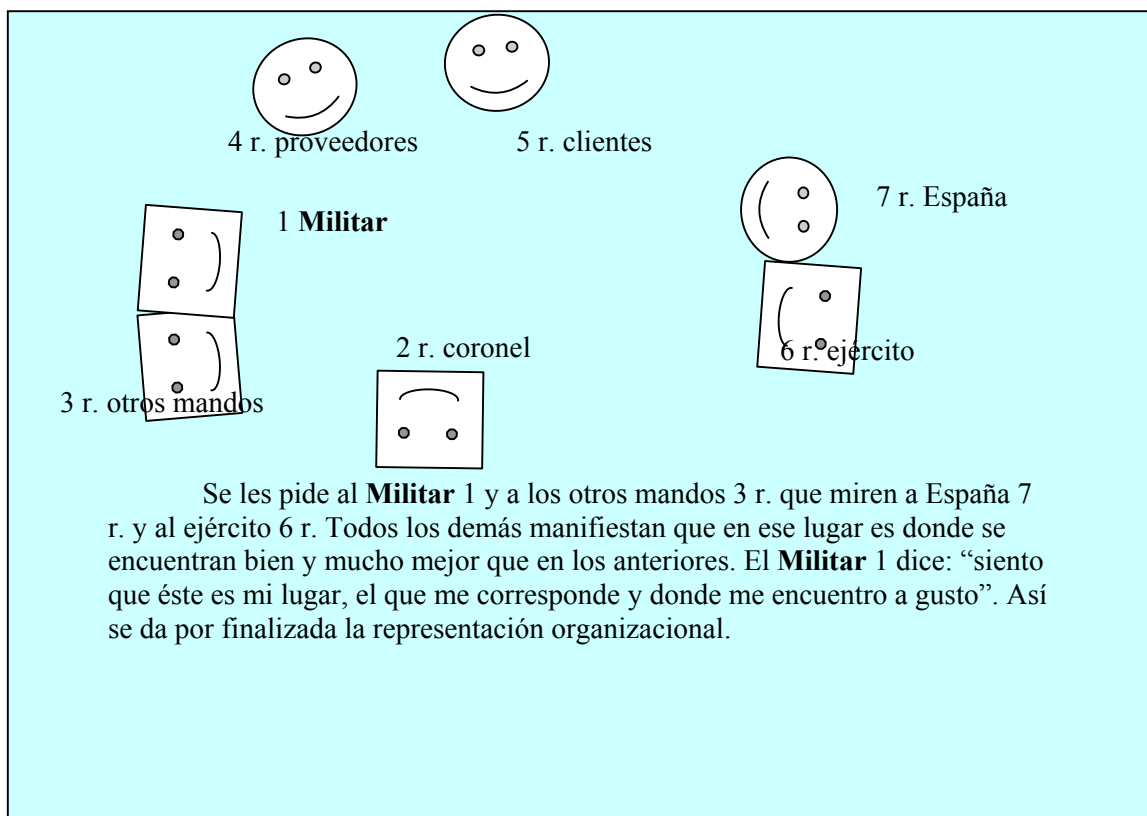 4 r. proveedores
5 r. clientes
7 r. España
1 Militar
2 r. coronel
6 r. ejército
3 r. otros mandos
Se les pide al Militar 1 y a los otros mandos 3 r. que miren a España 7
r. y al ejército 6 r. Todos los demás manifiestan que en ese lugar es donde se
encuentran bien y mucho mejor que en los anteriores. El Militar 1 dice: “siento
que éste es mi lugar, el que me corresponde y donde me encuentro a gusto”. Así
se da por finalizada la representación organizacional.